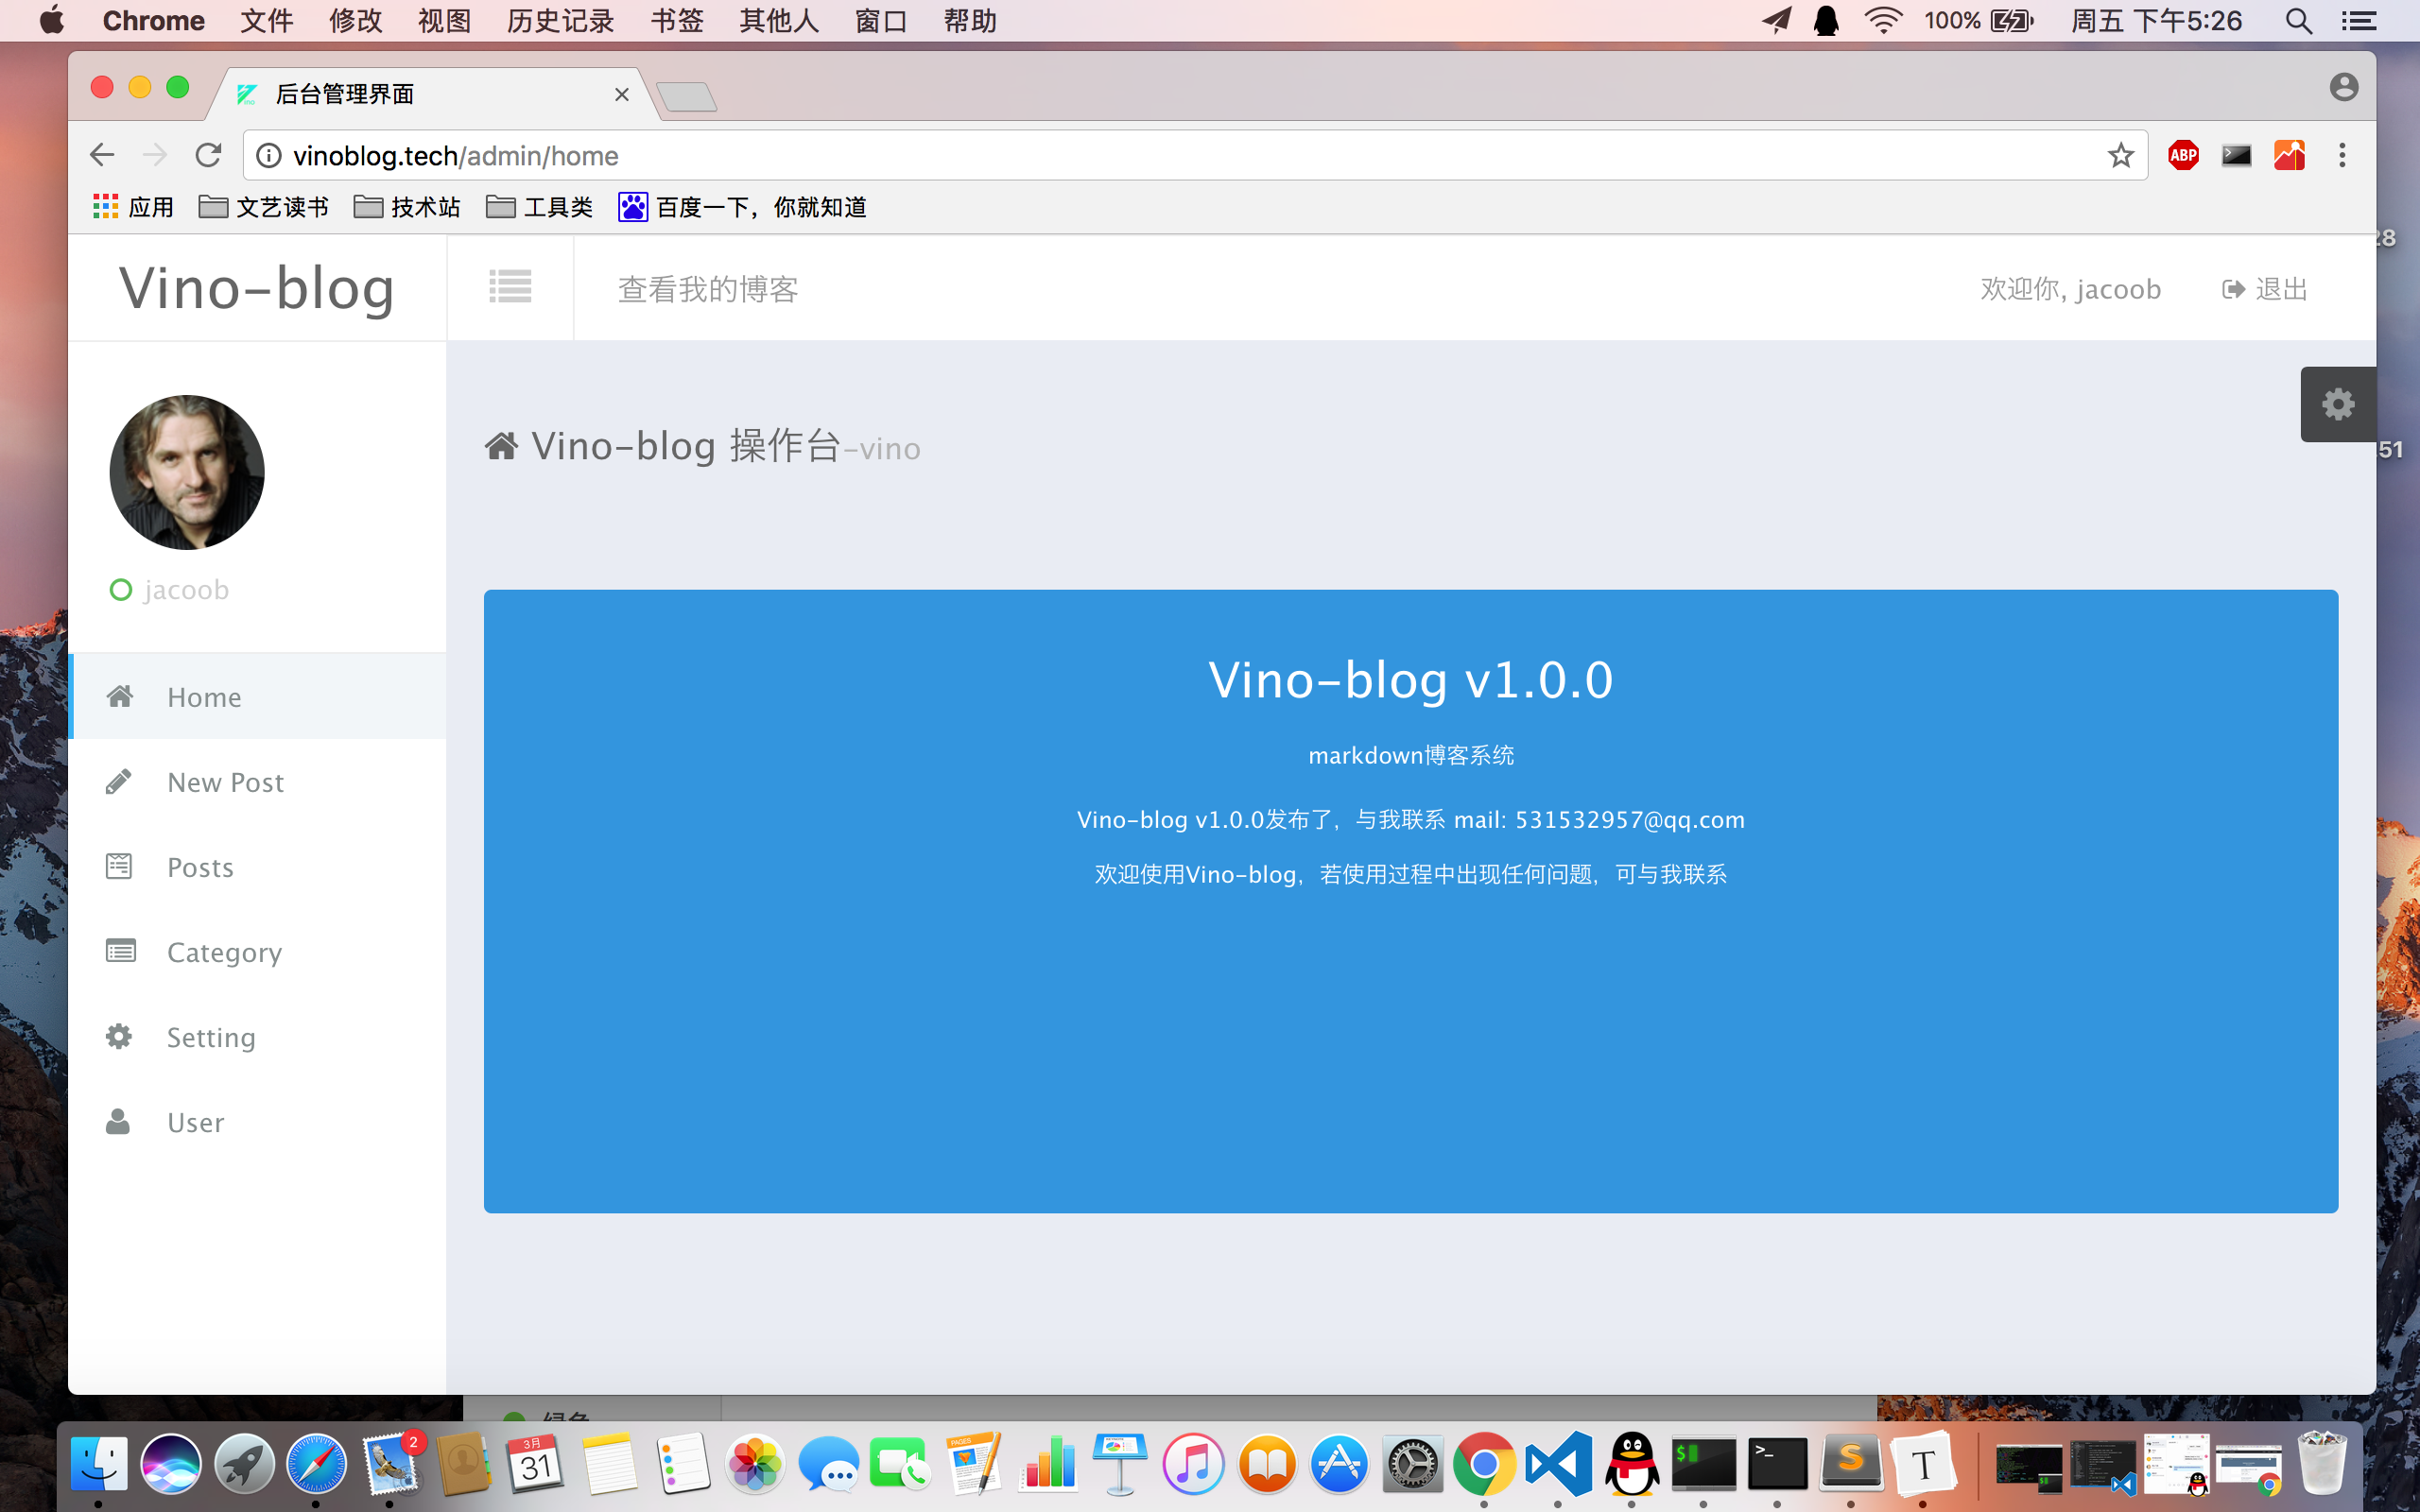 Chrome 文件 修改 视图 历史记录 书签 其他人 窗口 帮助 100% 周五 下午5:26
后台管理界面
vinoblog.tech/admin/home
ABP
应用 文艺读书 技术站 工具类 百度一下，你就知道
28
Vino-blog 查看我的博客 欢迎你, jacoob 退出
51
Vino-blog 操作台-vino
jacoob
Home
New Post
Posts
Category
Setting
User
Vino-blog v1.0.0
markdown博客系统
Vino-blog v1.0.0发布了，与我联系 mail: 531532957@qq.com
欢迎使用Vino-blog，若使用过程中出现任何问题，可与我联系
绿色
2
3月
31
PAGES
$
>_
S
T